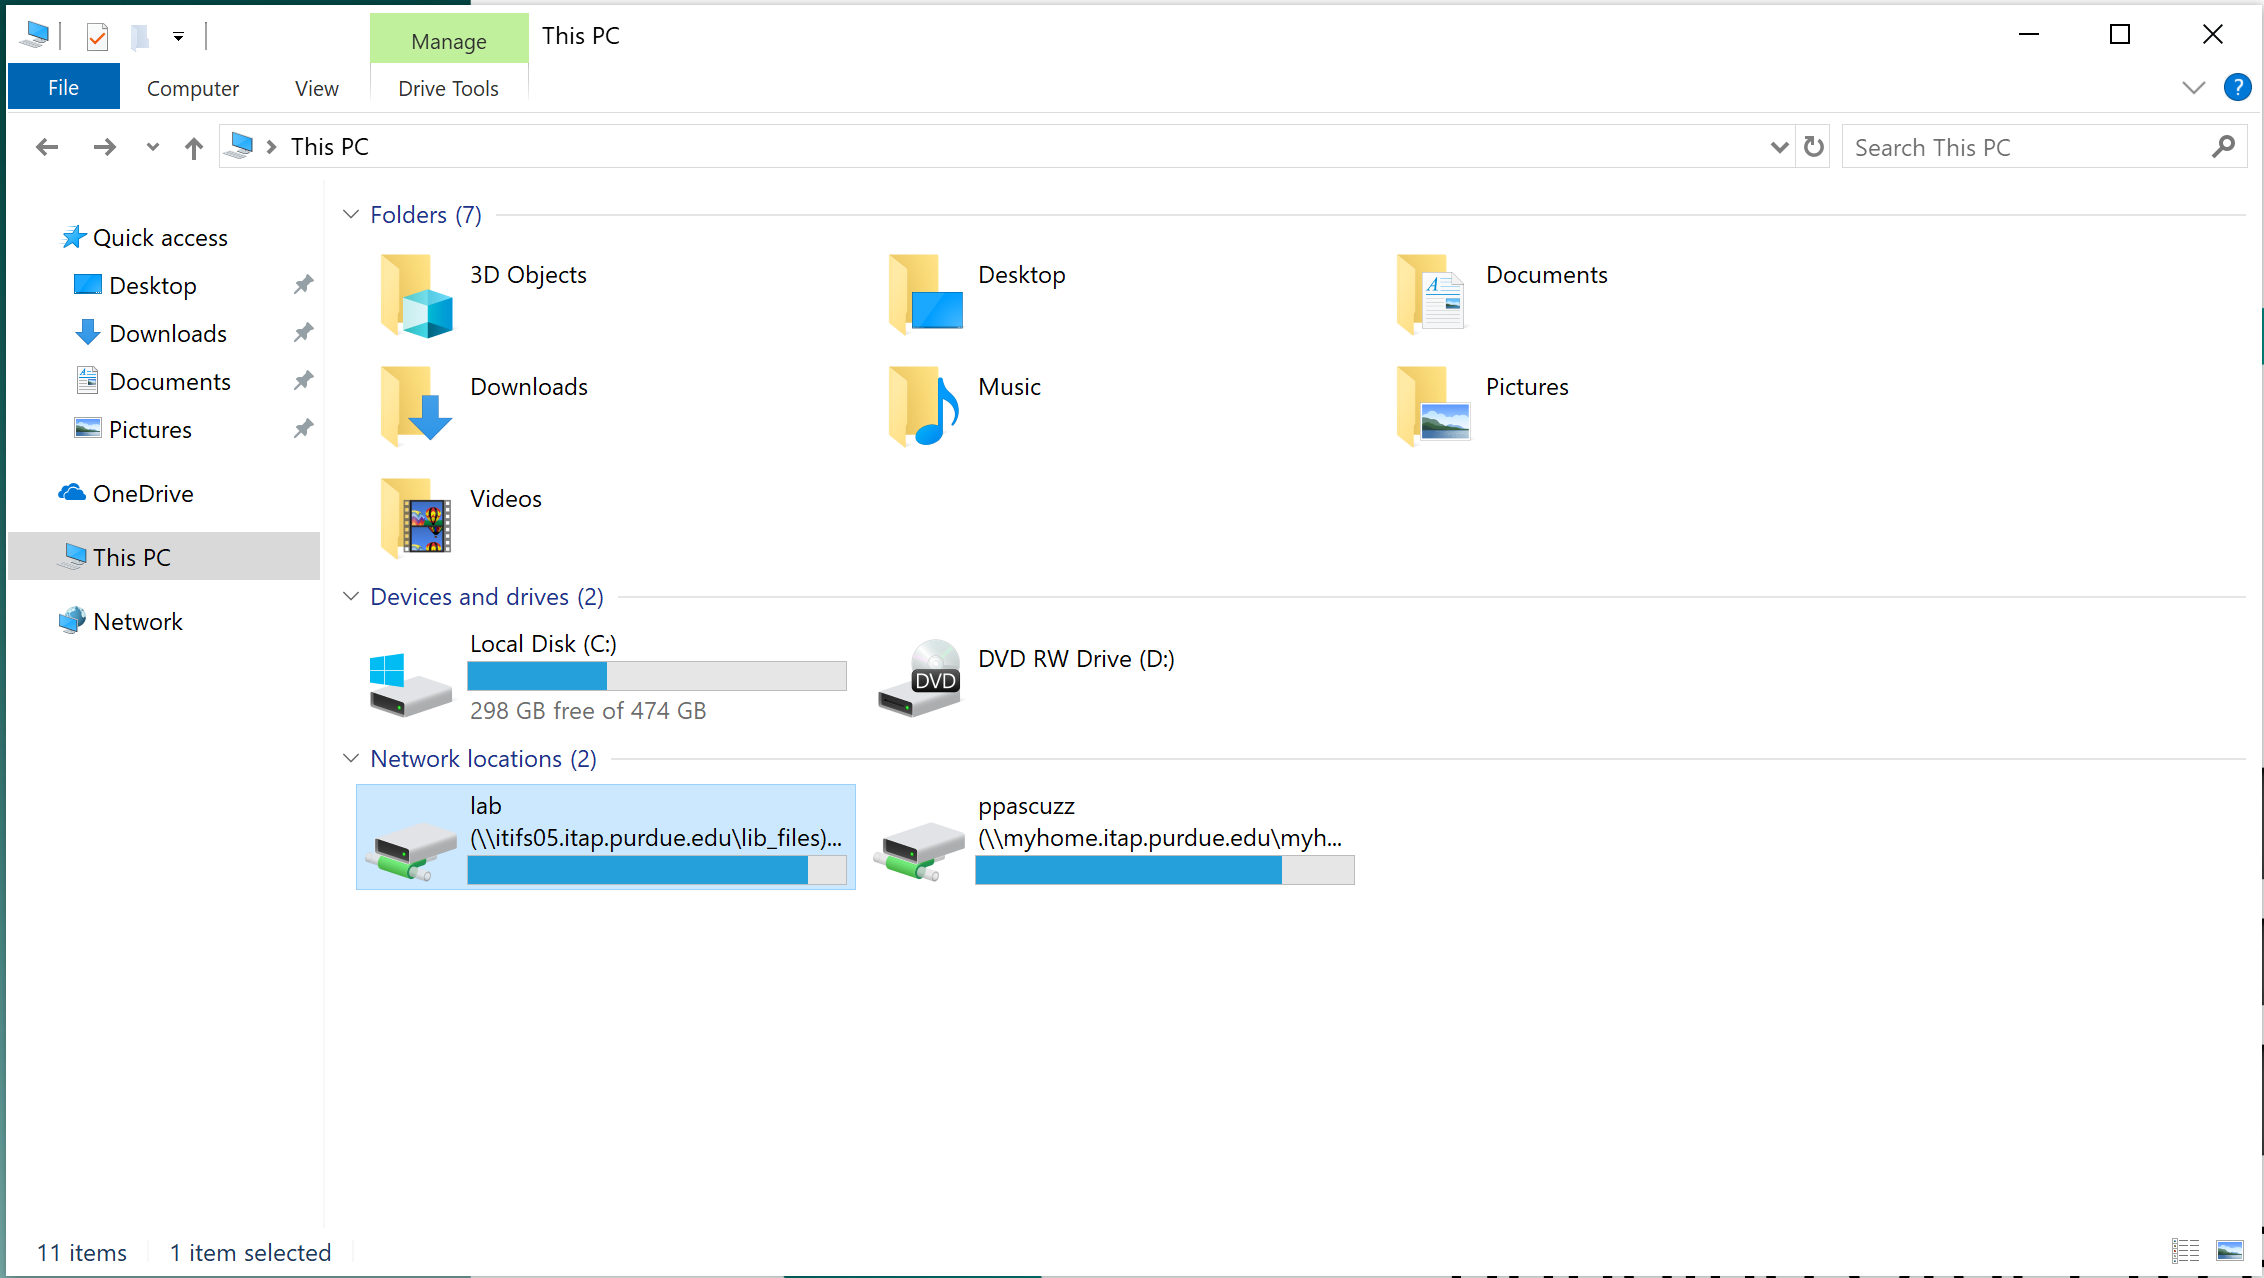 Manage
This PC
File
Computer
View
Drive Tools
?
This PC
Search This PC
Quick access
Desktop
Downloads
Documents
Pictures
OneDrive
This PC
Network
Folders (7)
3D Objects
Desktop
Documents
Downloads
Music
Pictures
Videos
Devices and drives (2)
Local Disk (C:)
298 GB free of 474 GB
DVD
DVD RW Drive (D:)
Network locations (2)
lab
(\\itifs05.itap.purdue.edu\lib_files)...
ppascuzz
(\\myhome.itap.purdue.edu\myh...
11 items
1 item selected